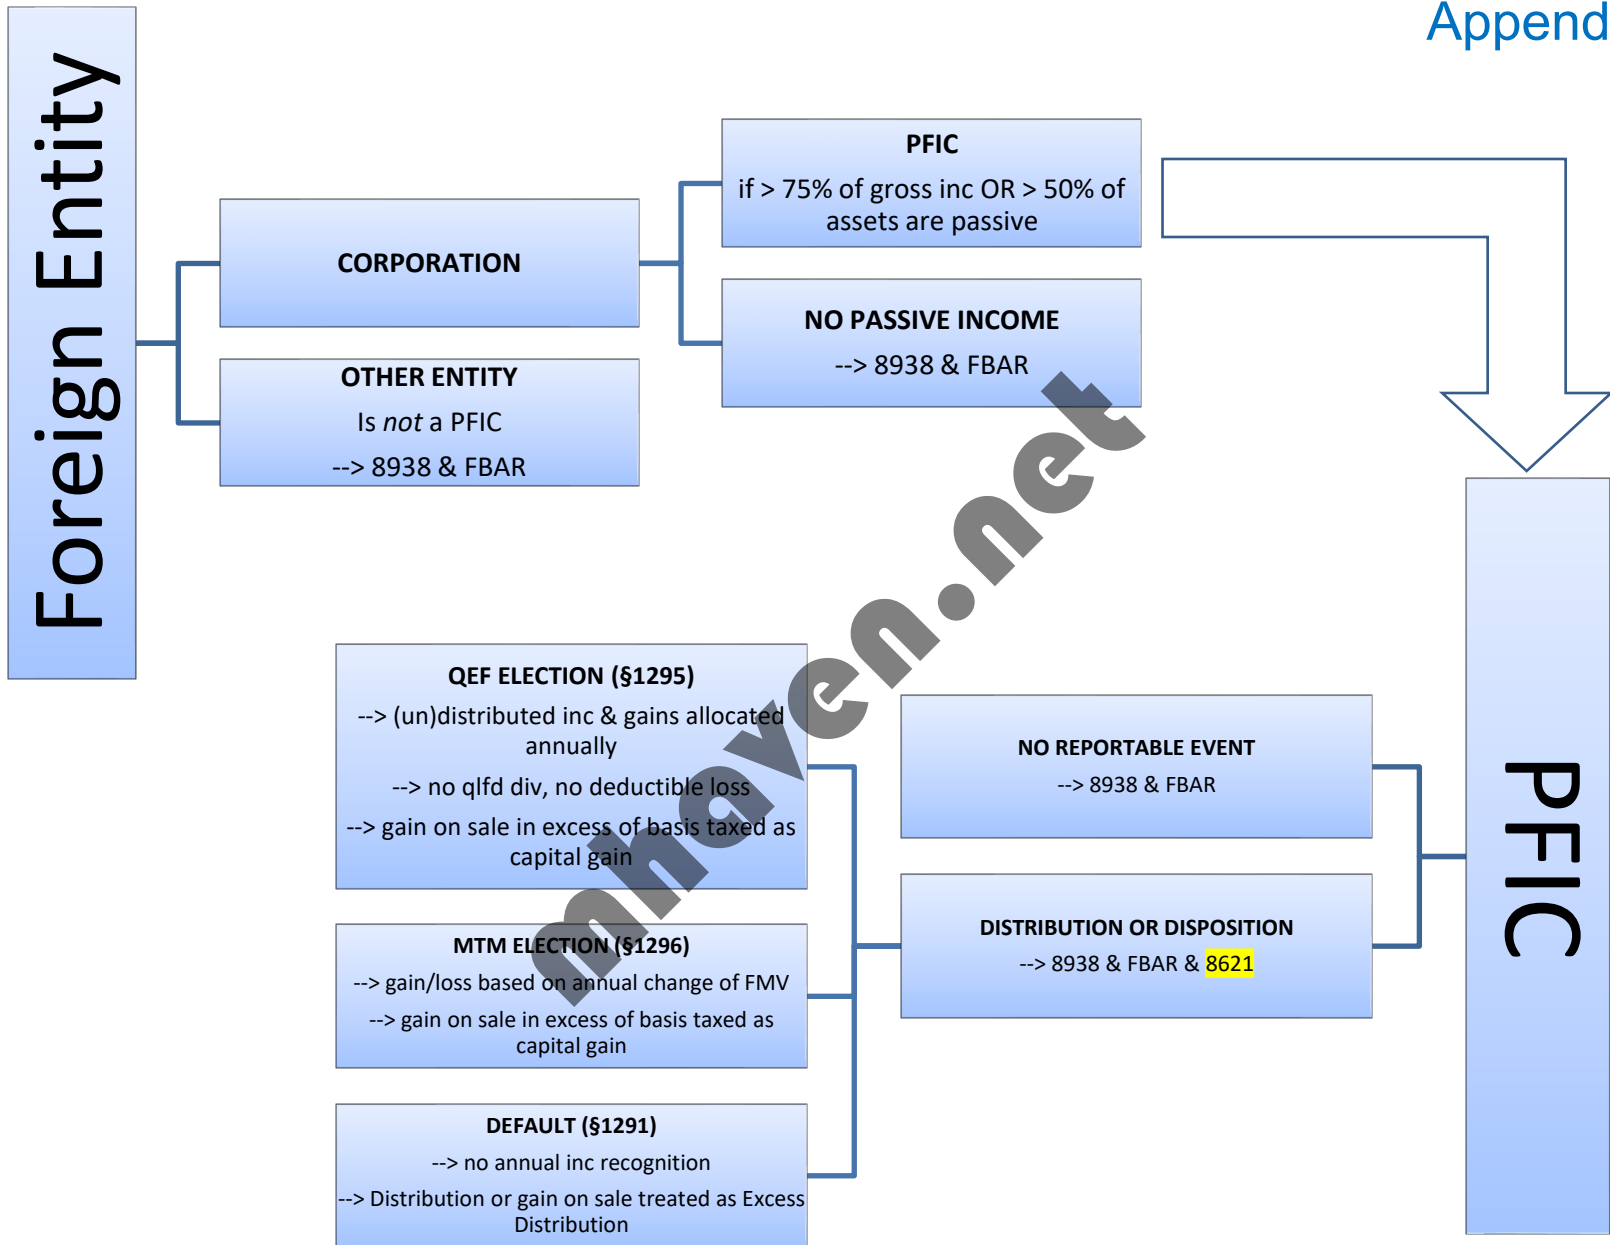 Append
Foreign Entity
CORPORATION
OTHER ENTITY
Is not a PFIC
--> 8938 & FBAR
PFIC
if > 75% of gross inc OR > 50% of
assets are passive
NO PASSIVE INCOME
--> 8938 & FBAR
PFIC
NO REPORTABLE EVENT
--> 8938 & FBAR
DISTRIBUTION OR DISPOSITION
--> 8938 & FBAR & 8621
QEF ELECTION (§1295)
--> (un)distributed inc & gains allocated
annually
--> no qlfd div, no deductible loss
--> gain on sale in excess of basis taxed as
capital gain
MTM ELECTION (§1296)
--> gain/loss based on annual change of FMV
--> gain on sale in excess of basis taxed as
capital gain
DEFAULT (§1291)
--> no annual inc recognition
--> Distribution or gain on sale treated as Excess
Distribution
mhaven.net